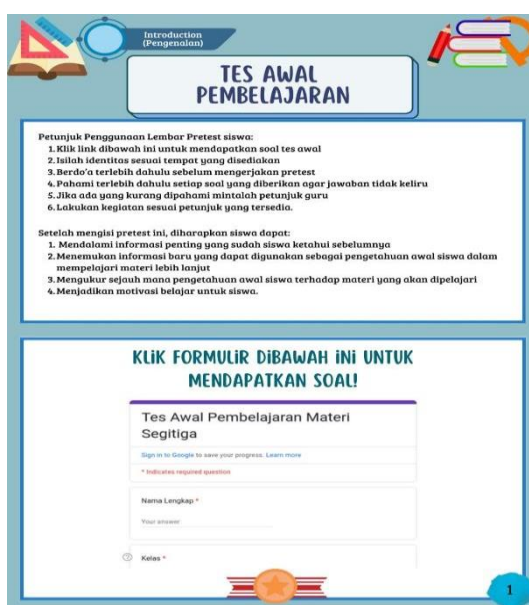 Introduction
(Pengenalan)
TES AWAL
PEMBELAJARAN
Petunjuk Penggunaan Lembar Pretest siswa:
1. Klik link dibawah ini untuk mendapatkan soal tes awal
2. Isilah identitas sesuai tempat yang disediakan
3. Berdo'a terlebih dahulu sebelum mengerjakan pretest
4. Pahami terlebih dahulu setiap soal yang diberikan agar jawaban tidak keliru
5. Jika ada yang kurang dipahami mintalah petunjuk guru
6. Lakukan kegiatan sesuai petunjuk yang tersedia.
Setelah mengisi pretest ini, diharapkan siswa dapat:
1. Mendalami informasi penting yang sudah siswa ketahui sebelumnya
2. Menemukan informasi baru yang dapat digunakan sebagai pengetahuan awal siswa dalam
mempelajari materi lebih lanjut
3. Mengukur sejauh mana pengetahuan awal siswa terhadap materi yang akan dipelajari
4. Menjadikan motivasi belajar untuk siswa.
KLIK FORMULIR DIBAWAH INI UNTUK
MENDAPATKAN SOAL!
Tes Awal Pembelajaran Materi
Segitiga
Sign in to Google to save your progress. Learn more
* Indicates required question
Nama Lengkap *
Your answer
Kelas *
1